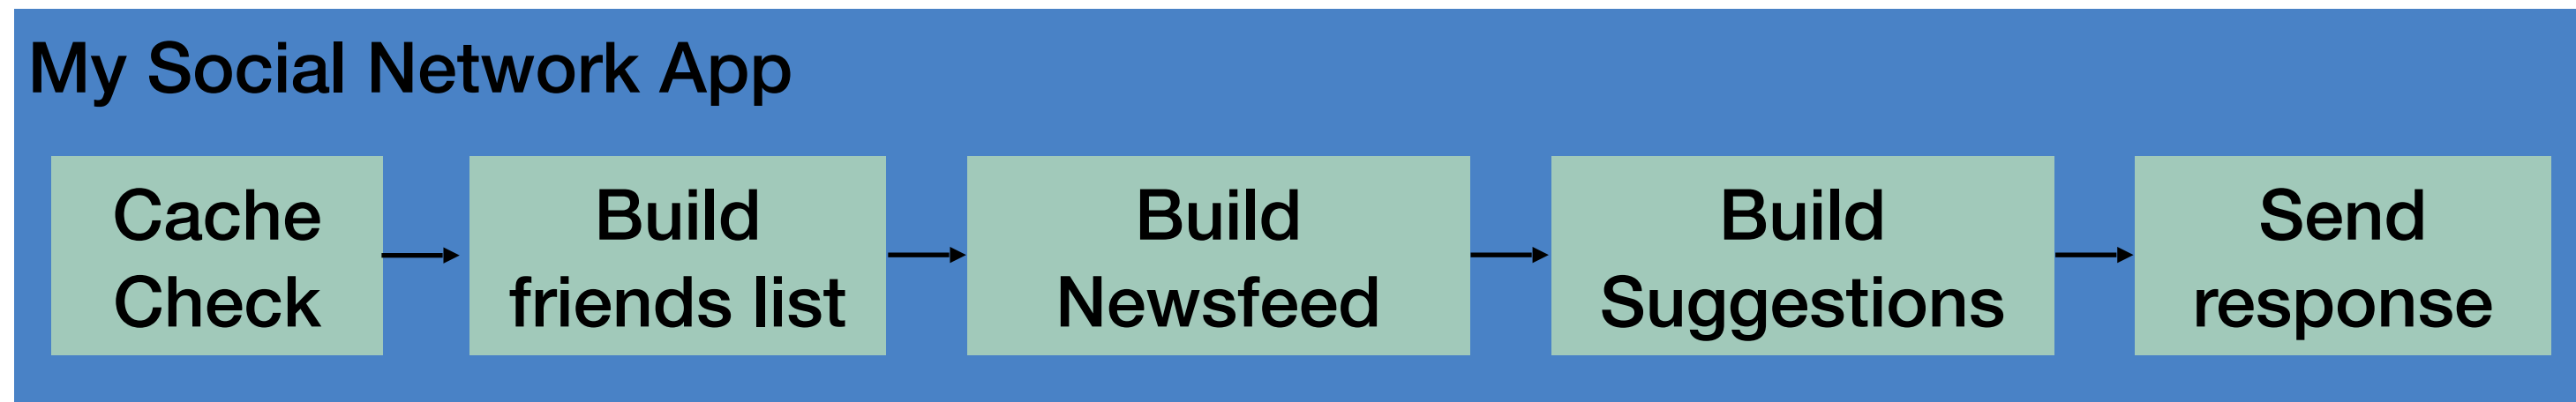 My Social Network App
Cache
Check
Build
friends list
Build
Newsfeed
Build
Suggestions
Send
response